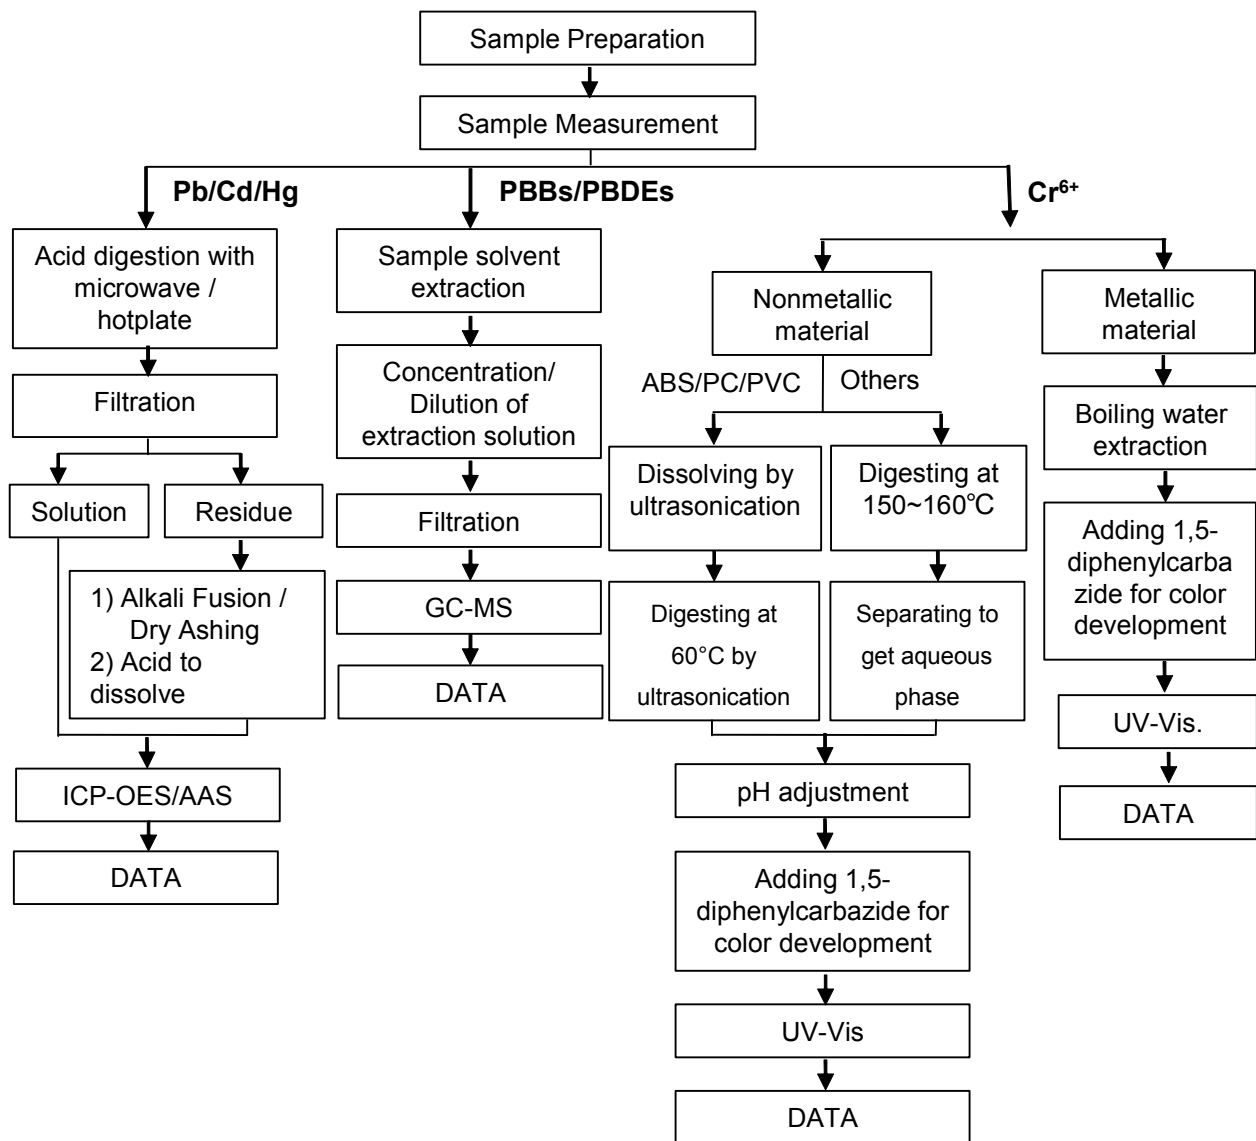 Sample Preparation
Sample Measurement
Pb/Cd/Hg
PBBs/PBDEs
Cr⁶⁺
Acid digestion with
microwave /
hotplate
Filtration
Solution
Residue
1) Alkali Fusion /
Dry Ashing
2) Acid to
dissolve
ICP-OES/AAS
DATA
Sample solvent
extraction
Concentration/
Dilution of
extraction solution
Filtration
GC-MS
DATA
Nonmetallic
material
ABS/PC/PVC
Others
Dissolving by
ultrasonication
Digesting at
60°C by
ultrasonication
Digesting at
150~160℃
Separating to
get aqueous
phase
pH adjustment
Adding 1,5-
diphenylcarbazide for
color development
UV-Vis
DATA
Metallic
material
Boiling water
extraction
Adding 1,5-
diphenylcarba
zide for color
development
UV-Vis.
DATA